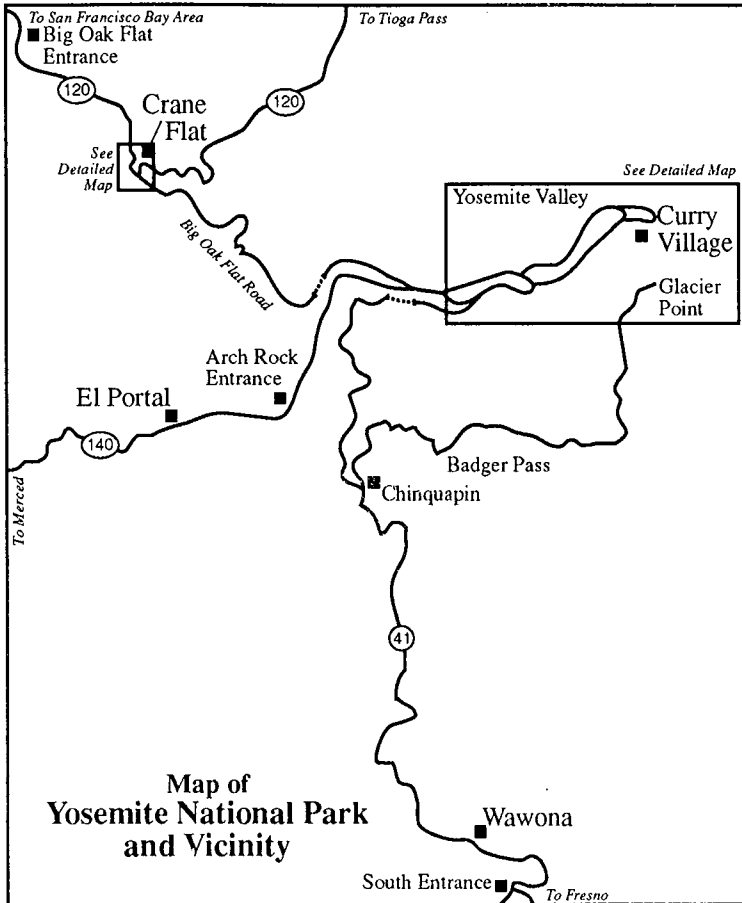 To San Francisco Bay Area
To Tioga Pass
Big Oak Flat
Entrance
120
120
Crane
Flat
See
Detailed
Map
See Detailed Map
Yosemite Valley
Curry
Village
Big Oak Flat Road
Glacier
Point
Arch Rock
Entrance
El Portal
140
Badger Pass
Chinquapin
To Merced
41
Map of
Yosemite National Park
and Vicinity
Wawona
South Entrance
To Fresno